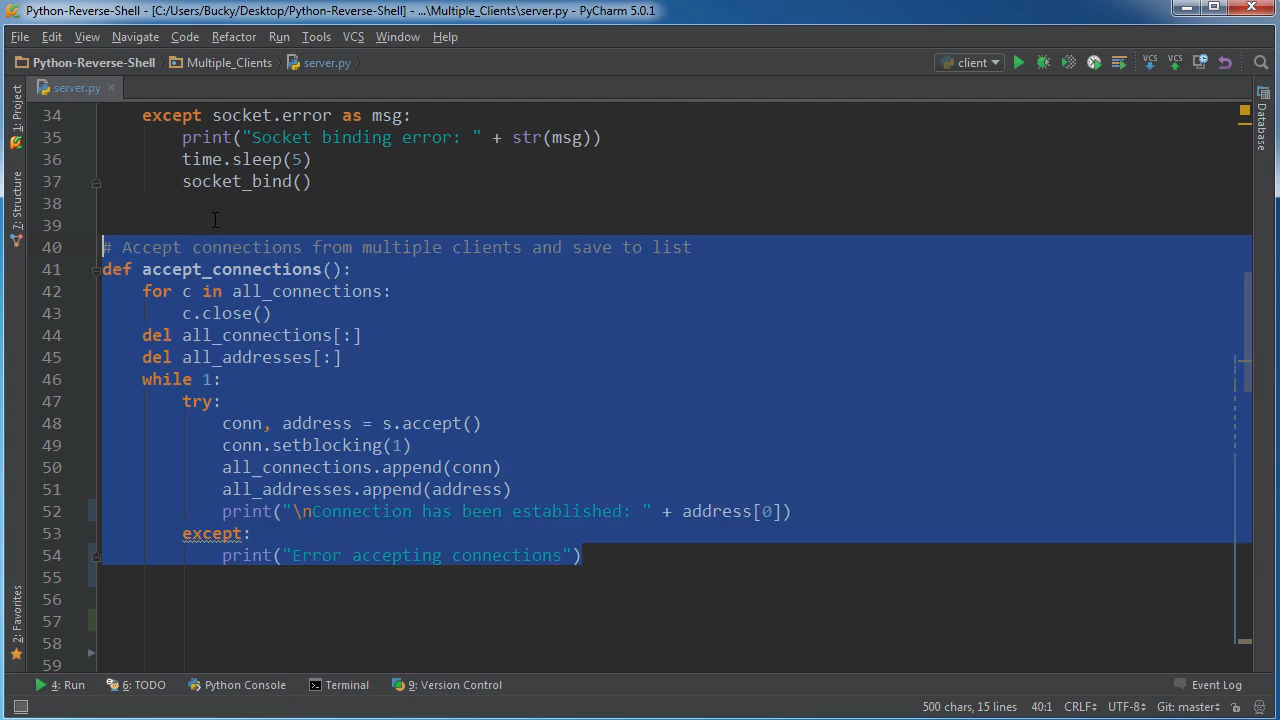 Python-Reverse-Shell - [C:/Users/Bucky/Desktop/Python-Reverse-Shell] - ...\Multiple_Clients\server.py - PyCharm 5.0.1
File Edit View Navigate Code Refactor Run Tools VCS Window Help
Python-Reverse-Shell Multiple_Clients server.py client VCS VCS
server.py
1: Project
7: Structure
2: Favorites
Database
34 except socket.error as msg:
35 print("Socket binding error: " + str(msg))
36 time.sleep(5)
37 socket_bind()
38
39
40 # Accept connections from multiple clients and save to list
41 def accept_connections():
42 for c in all_connections:
43 c.close()
44 del all_connections[:]
45 del all_addresses[:]
46 while 1:
47 try:
48 conn, address = s.accept()
49 conn.setblocking(1)
50 all_connections.append(conn)
51 all_addresses.append(address)
52 print("\nConnection has been established: " + address[0])
53 except:
54 print("Error accepting connections")
55
56
57
58
59
4: Run 6: TODO Python Console Terminal 9: Version Control Event Log
500 chars, 15 lines 40:1 CRLF UTF-8 Git: master